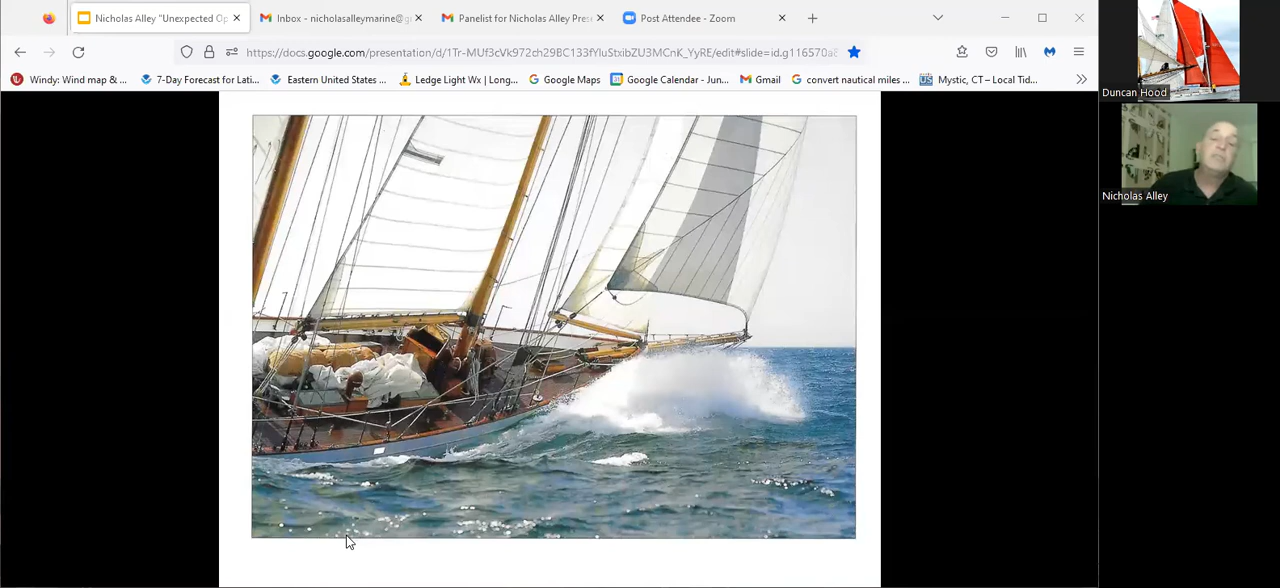 Nicholas Alley "Unexpected Op
Inbox - nicholasalleymarine@g
Panelist for Nicholas Alley Pres
Post Attendee - Zoom
https://docs.google.com/presentation/d/1Tr-MUf3cVk972ch29BC133fYluStxibZU3MCnK_YyRE/edit#slide=id.g116570a8
Windy: Wind map & ...
7-Day Forecast for Lati...
Eastern United States ...
Ledge Light Wx | Long...
Google Maps
Google Calendar - Jun...
Gmail
convert nautical miles ...
Mystic, CT – Local Tid...
Duncan Hood
Nicholas Alley